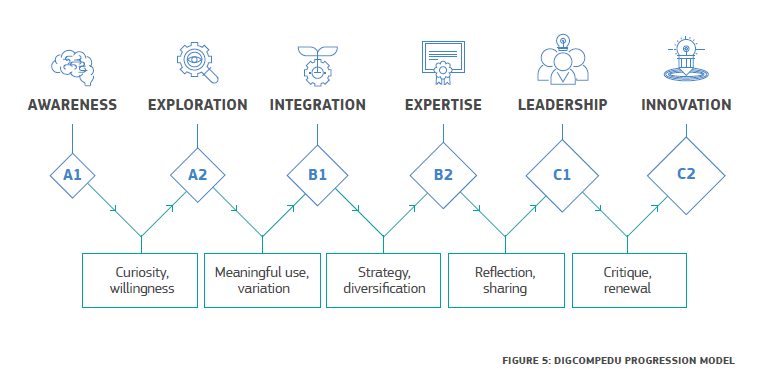 AWARENESS
EXPLORATION
INTEGRATION
EXPERTISE
LEADERSHIP
INNOVATION
A1
A2
B1
B2
C1
C2
Curiosity,
willingness
Meaningful use,
variation
Strategy,
diversification
Reflection,
sharing
Critique,
renewal
FIGURE 5: DIGCOMPEDU PROGRESSION MODEL